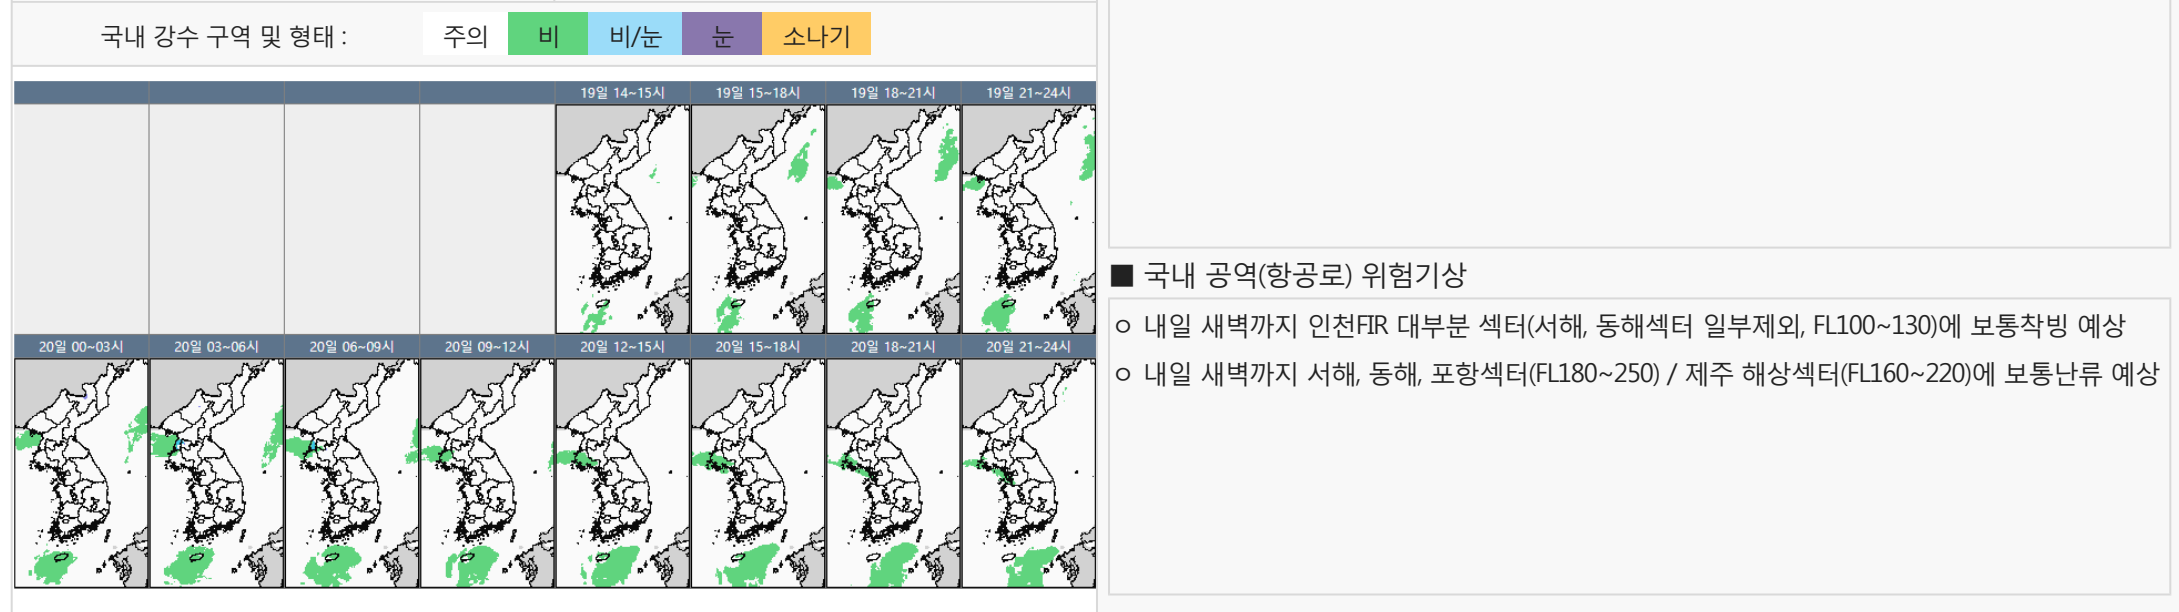 국내 강수 구역 및 형태 : 주의 비 비/눈 눈 소나기
19일 14~15시 19일 15~18시 19일 18~21시 19일 21~24시
20일 00~03시 20일 03~06시 20일 06~09시 20일 09~12시 20일 12~15시 20일 15~18시 20일 18~21시 20일 21~24시
■ 국내 공역(항공로) 위험기상
ㅇ 내일 새벽까지 인천FIR 대부분 섹터(서해, 동해섹터 일부제외, FL100~130)에 보통착빙 예상
ㅇ 내일 새벽까지 서해, 동해, 포항섹터(FL180~250) / 제주 해상섹터(FL160~220)에 보통난류 예상